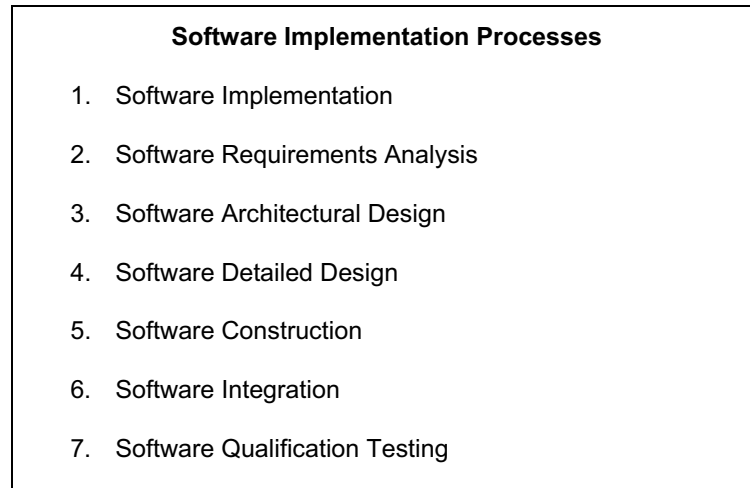 Software Implementation Processes
1. Software Implementation
2. Software Requirements Analysis
3. Software Architectural Design
4. Software Detailed Design
5. Software Construction
6. Software Integration
7. Software Qualification Testing